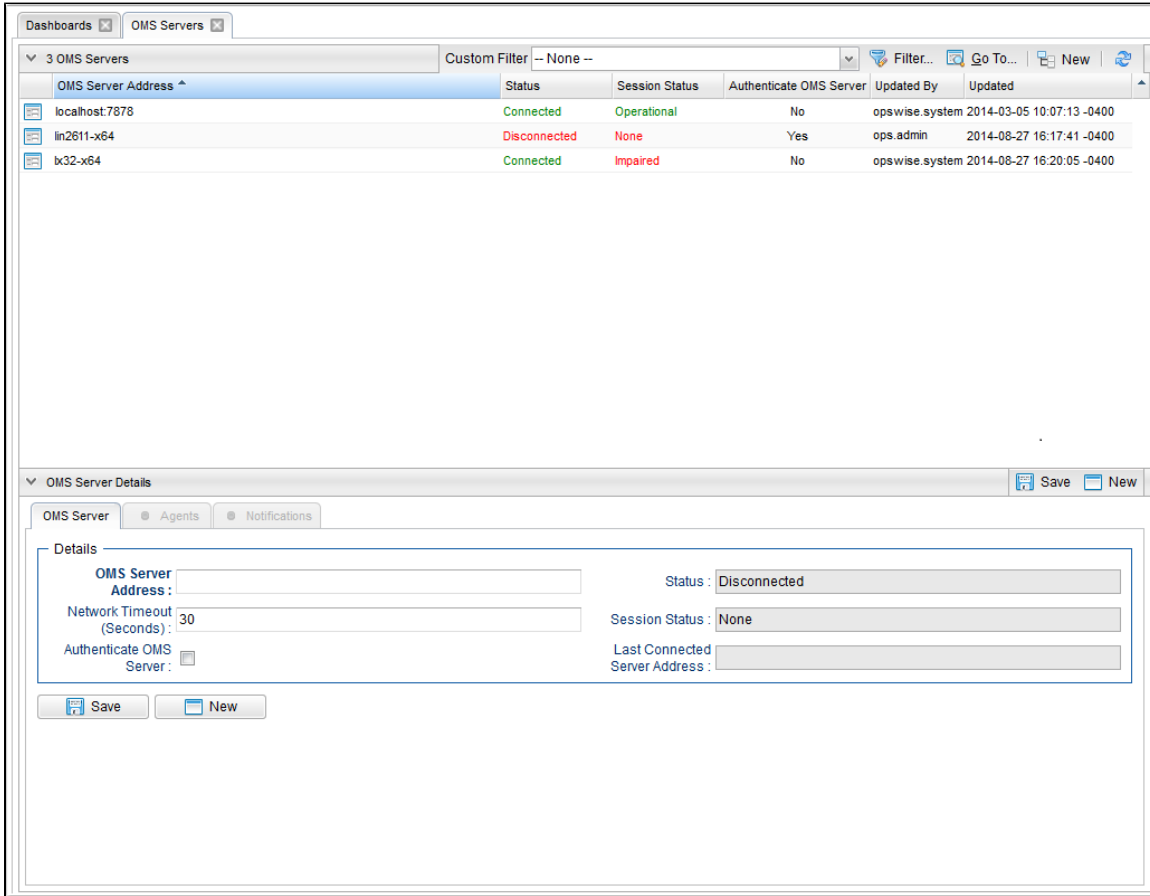 Dashboards OMS Servers
3 OMS Servers Custom Filter -- None -- Filter... Go To... New
OMS Server Address Status Session Status Authenticate OMS Server Updated By Updated
localhost:7878 Connected Operational No opswise.system 2014-03-05 10:07:13 -0400
lin2611-x64 Disconnected None Yes ops.admin 2014-08-27 16:17:41 -0400
lx32-x64 Connected Impaired No opswise.system 2014-08-27 16:20:05 -0400
OMS Server Details Save New
OMS Server Agents Notifications
Details
OMS Server Address : Status : Disconnected
Network Timeout (Seconds) : 30 Session Status : None
Authenticate OMS Server : Last Connected Server Address :
Save New